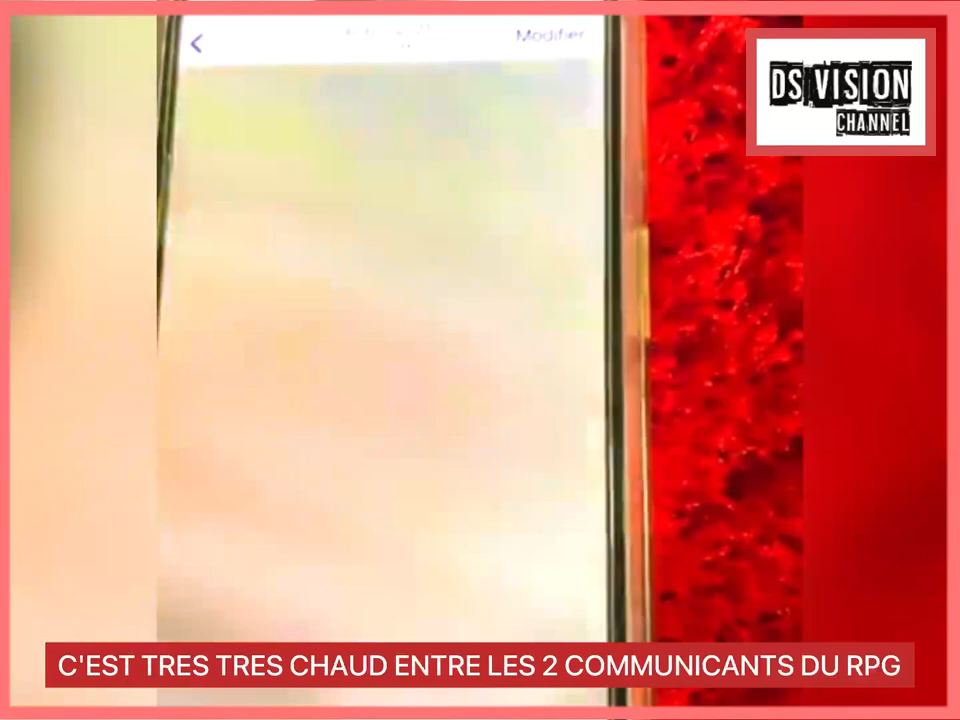 Modifier
DS VISION
CHANNEL
C'EST TRES TRES CHAUD ENTRE LES 2 COMMUNICANTS DU RPG